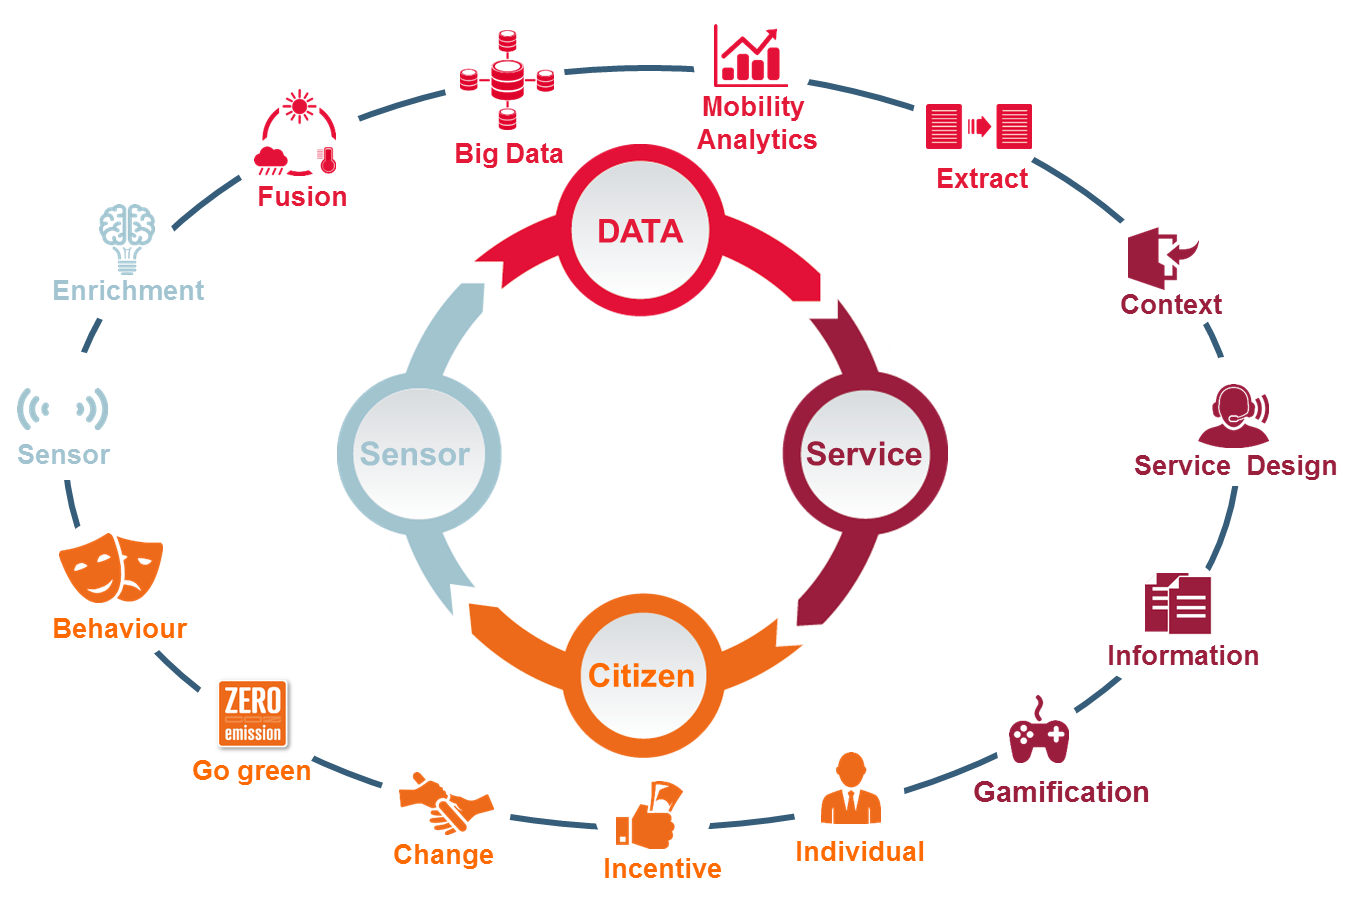 Mobility
Analytics
Big Data
Extract
Fusion
DATA
Enrichment
Context
Sensor
Service
Sensor
Service Design
Behaviour
Information
Citizen
ZERO
emission
Go green
Gamification
Change
Incentive
Individual